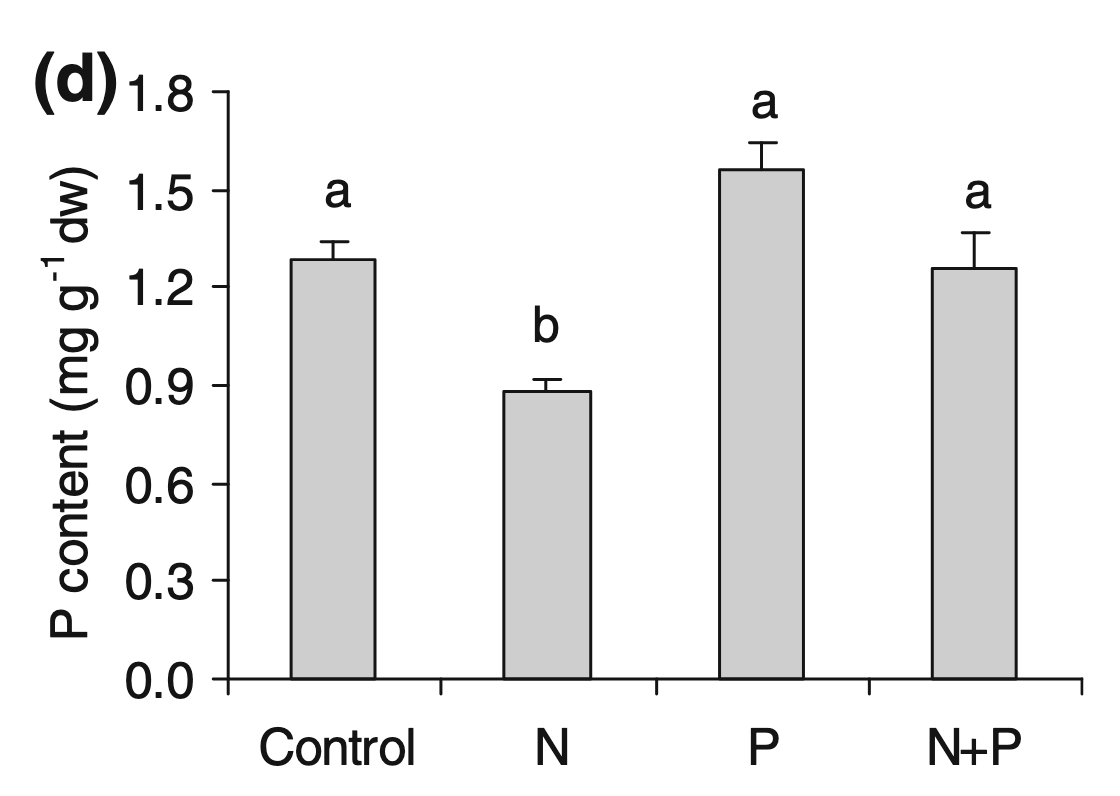 (d)
P content (mg g⁻¹ dw)
1.8
1.5
1.2
0.9
0.6
0.3
0.0
a
b
a
a
Control
N
P
N+P